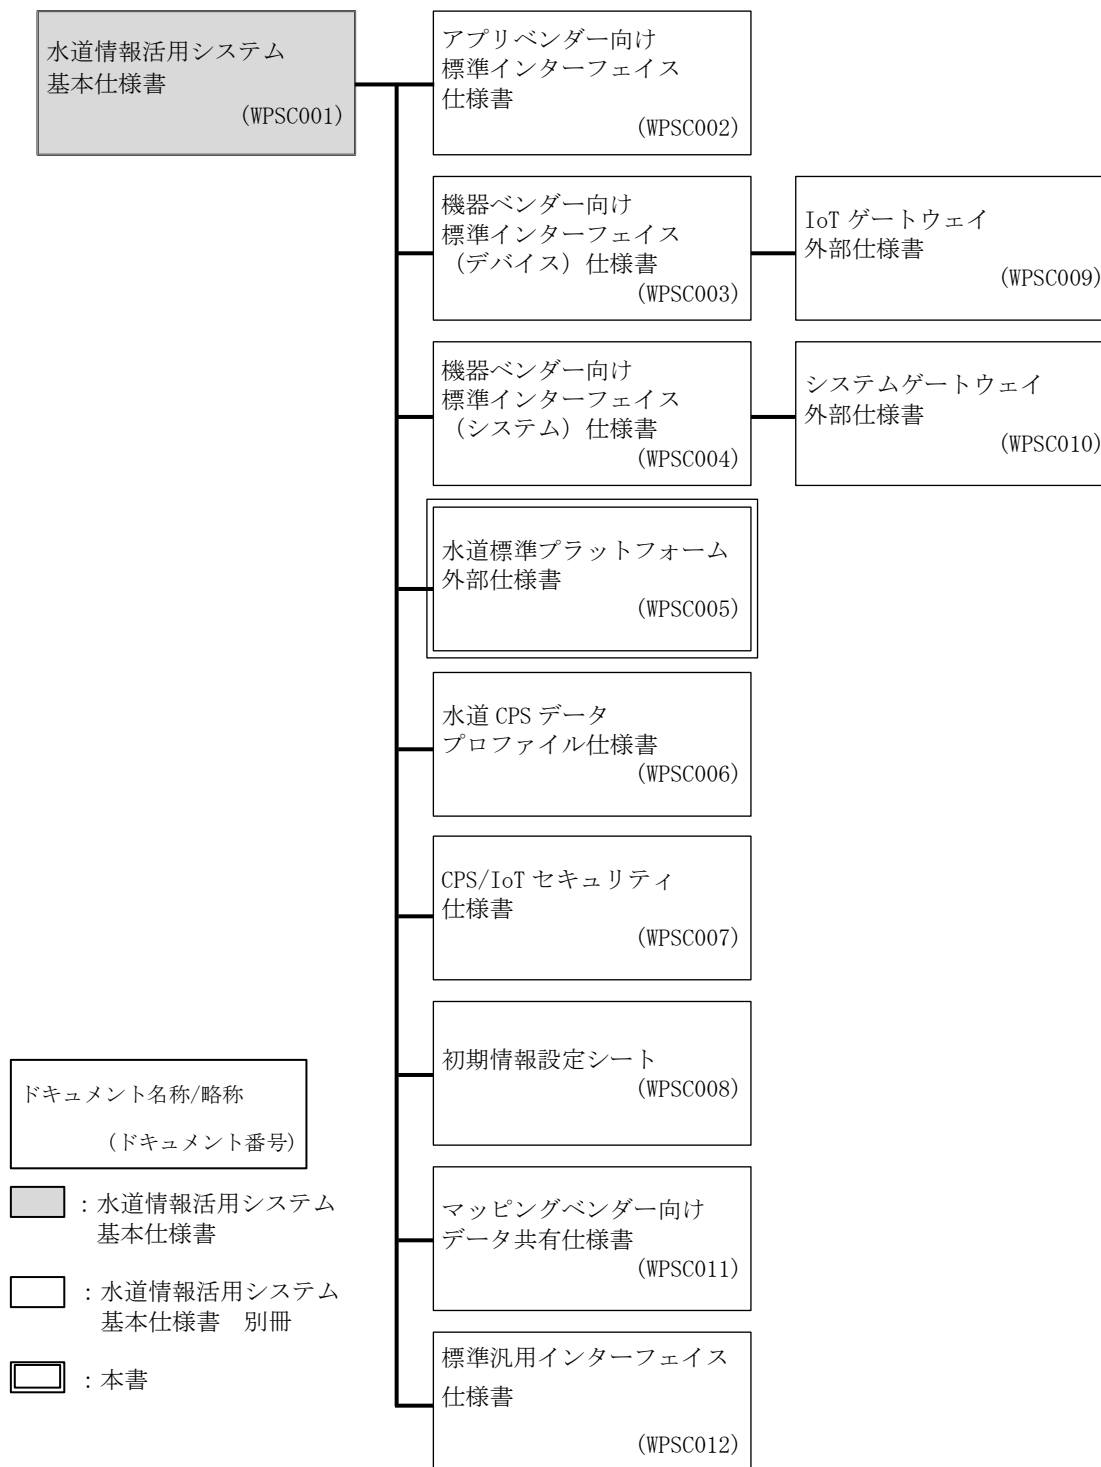 水道情報活用システム
基本仕様書
(WPSC001)
アプリベンダー向け
標準インターフェイス
仕様書
(WPSC002)
機器ベンダー向け
標準インターフェイス
（デバイス）仕様書
(WPSC003)
IoT ゲートウェイ
外部仕様書
(WPSC009)
機器ベンダー向け
標準インターフェイス
（システム）仕様書
(WPSC004)
システムゲートウェイ
外部仕様書
(WPSC010)
水道標準プラットフォーム
外部仕様書
(WPSC005)
水道 CPS データ
プロファイル仕様書
(WPSC006)
CPS/IoT セキュリティ
仕様書
(WPSC007)
初期情報設定シート
(WPSC008)
マッピングベンダー向け
データ共有仕様書
(WPSC011)
標準汎用インターフェイス
仕様書
(WPSC012)
ドキュメント名称/略称
(ドキュメント番号)
：水道情報活用システム
基本仕様書
：水道情報活用システム
基本仕様書　別冊
：本書